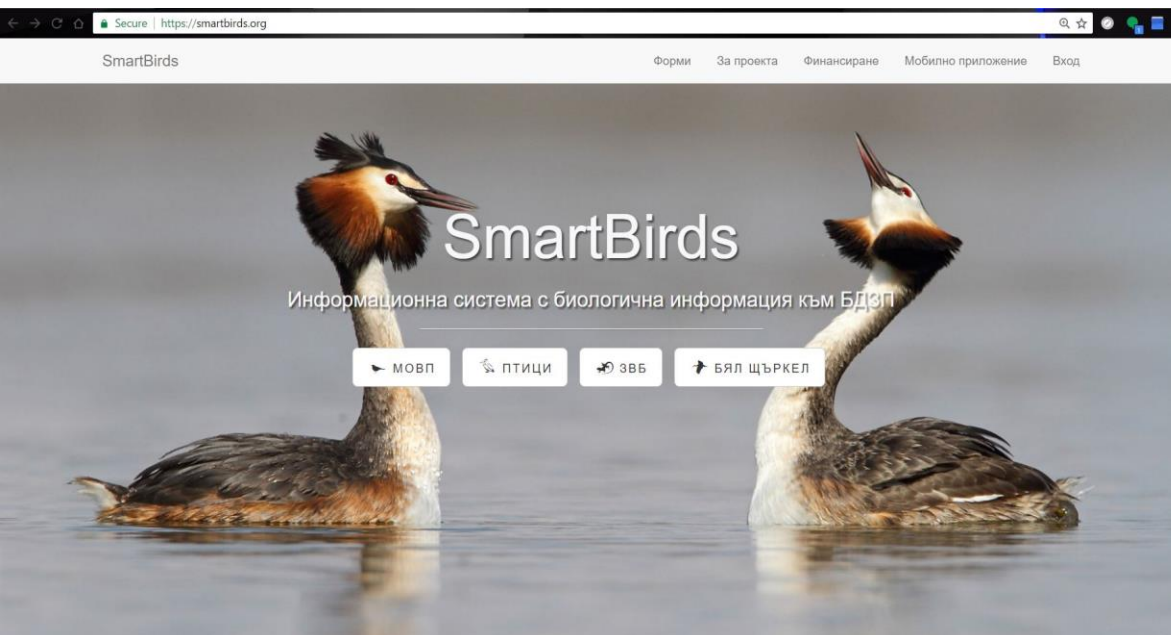 Secure | https://smartbirds.org
SmartBirds Форми За проекта Финансиране Мобилно приложение Вход
SmartBirds
Информационна система с биологична информация към БДЗП
МОВП ПТИЦИ ЗВБ БЯЛ ЩЪРКЕЛ